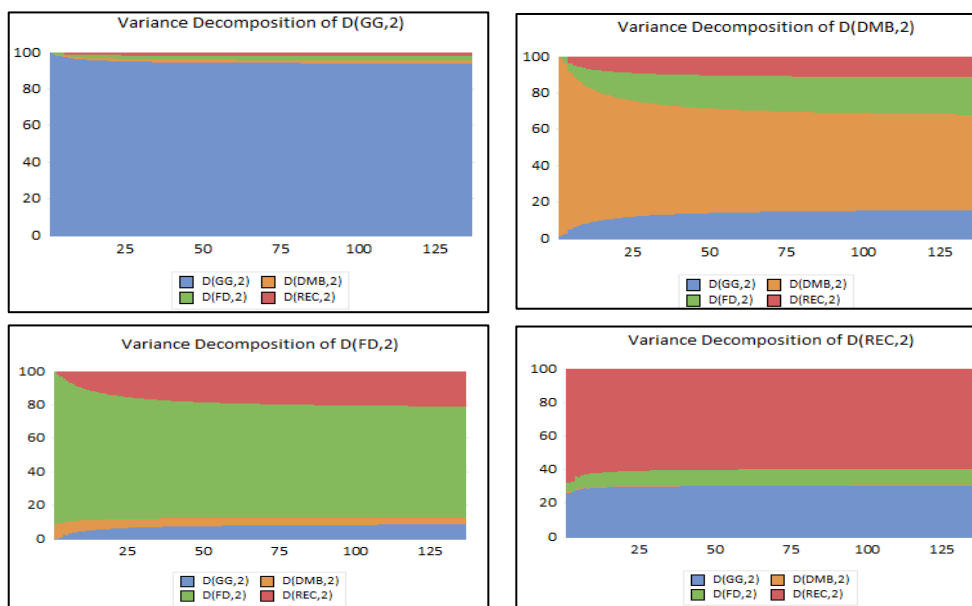 Variance Decomposition of D(GG,2)
100
80
60
40
20
0
25 50 75 100 125
D(GG,2) D(DMB,2)
D(FD,2) D(REC,2)
Variance Decomposition of D(DMB,2)
100
80
60
40
20
0
25 50 75 100 125
D(GG,2) D(DMB,2)
D(FD,2) D(REC,2)
Variance Decomposition of D(FD,2)
100
80
60
40
20
0
25 50 75 100 125
D(GG,2) D(DMB,2)
D(FD,2) D(REC,2)
Variance Decomposition of D(REC,2)
100
80
60
40
20
0
25 50 75 100 125
D(GG,2) D(DMB,2)
D(FD,2) D(REC,2)